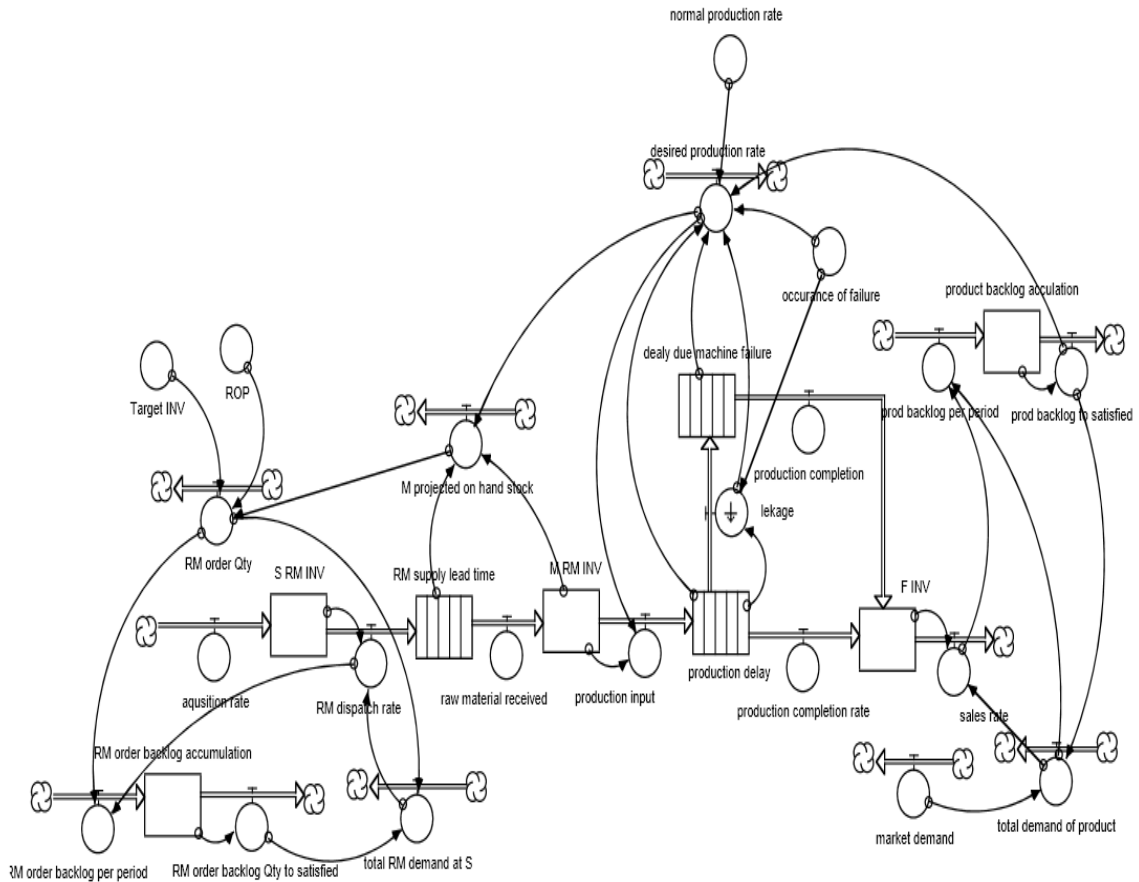 normal production rate
desired production rate
occurance of failure
product backlog acculation
dealy due machine failure
Target INV
ROP
prod backlog per period
prod backlog to satisfied
production completion
M projected on hand stock
lekage
RM order Qty
S RM INV
RM supply lead time
M RM INV
F INV
aqusition rate
RM dispatch rate
raw material received
production input
production delay
production completion rate
sales rate
RM order backlog accumulation
market demand
total demand of product
RM order backlog per period
RM order backlog Qty to satisfied
total RM demand at S